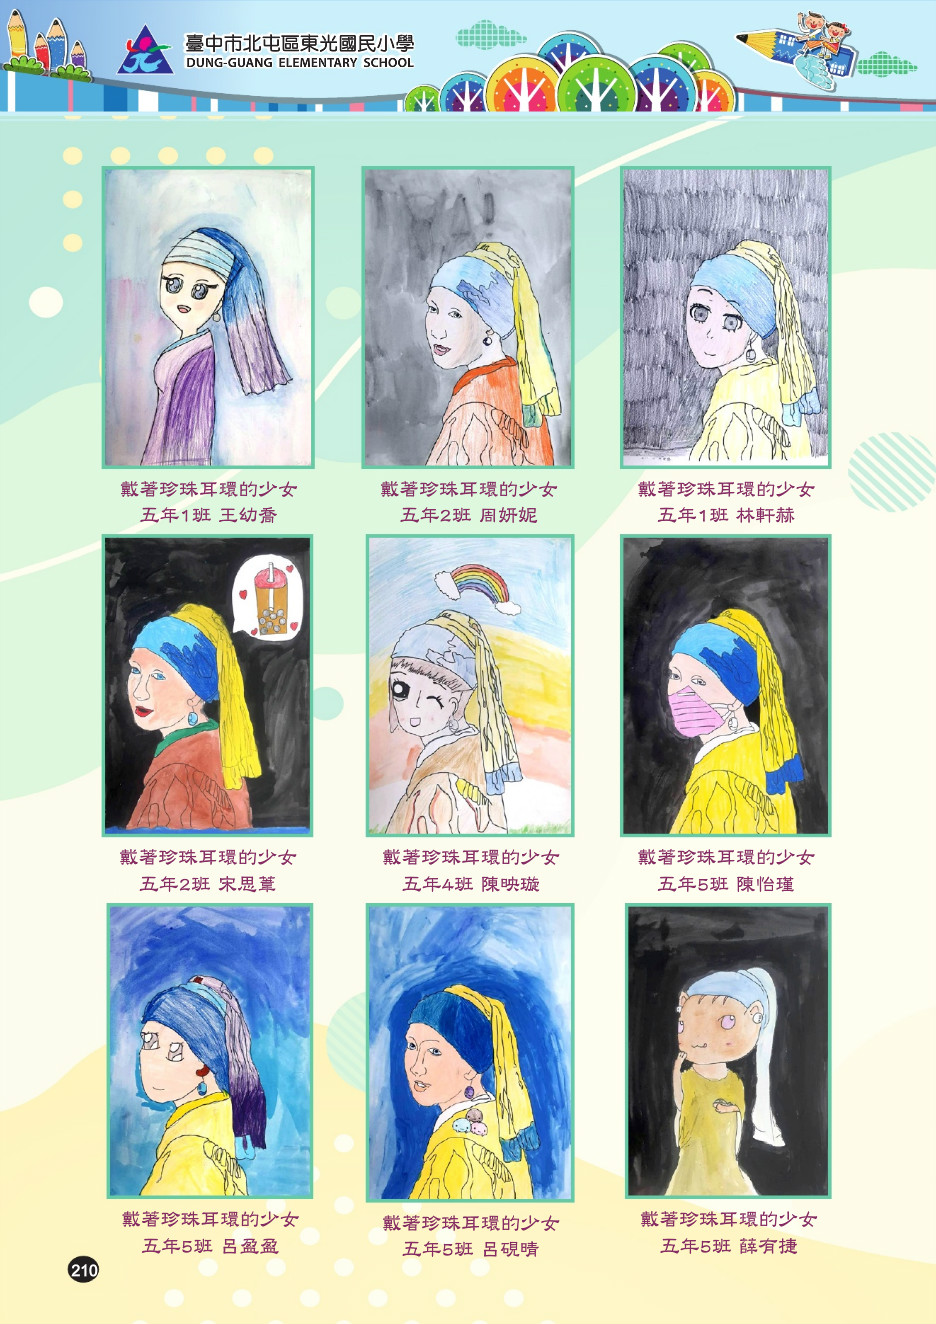 臺中市北屯區東光國民小學
DUNG-GUANG ELEMENTARY SCHOOL
戴著珍珠耳環的少女
五年1班 王幼喬
戴著珍珠耳環的少女
五年2班 周妍妮
戴著珍珠耳環的少女
五年1班 林軒赫
戴著珍珠耳環的少女
五年2班 宋思葦
戴著珍珠耳環的少女
五年4班 陳映璇
戴著珍珠耳環的少女
五年5班 陳怡瑾
戴著珍珠耳環的少女
五年5班 呂盈盈
戴著珍珠耳環的少女
五年5班 呂硯晴
戴著珍珠耳環的少女
五年5班 薛有捷
210